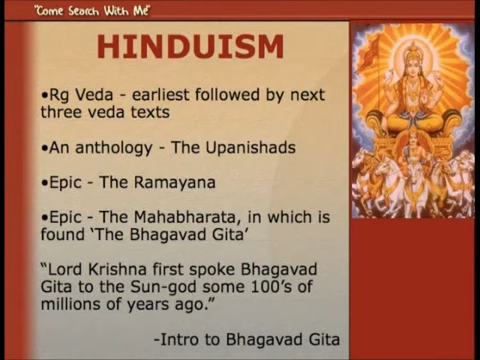 "Come Search With Me"
HINDUISM
•Rg Veda - earliest followed by next
three veda texts
•An anthology - The Upanishads
•Epic - The Ramayana
•Epic - The Mahabharata, in which is
found ‘The Bhagavad Gita’
“Lord Krishna first spoke Bhagavad
Gita to the Sun-god some 100’s of
millions of years ago.”
-Intro to Bhagavad Gita